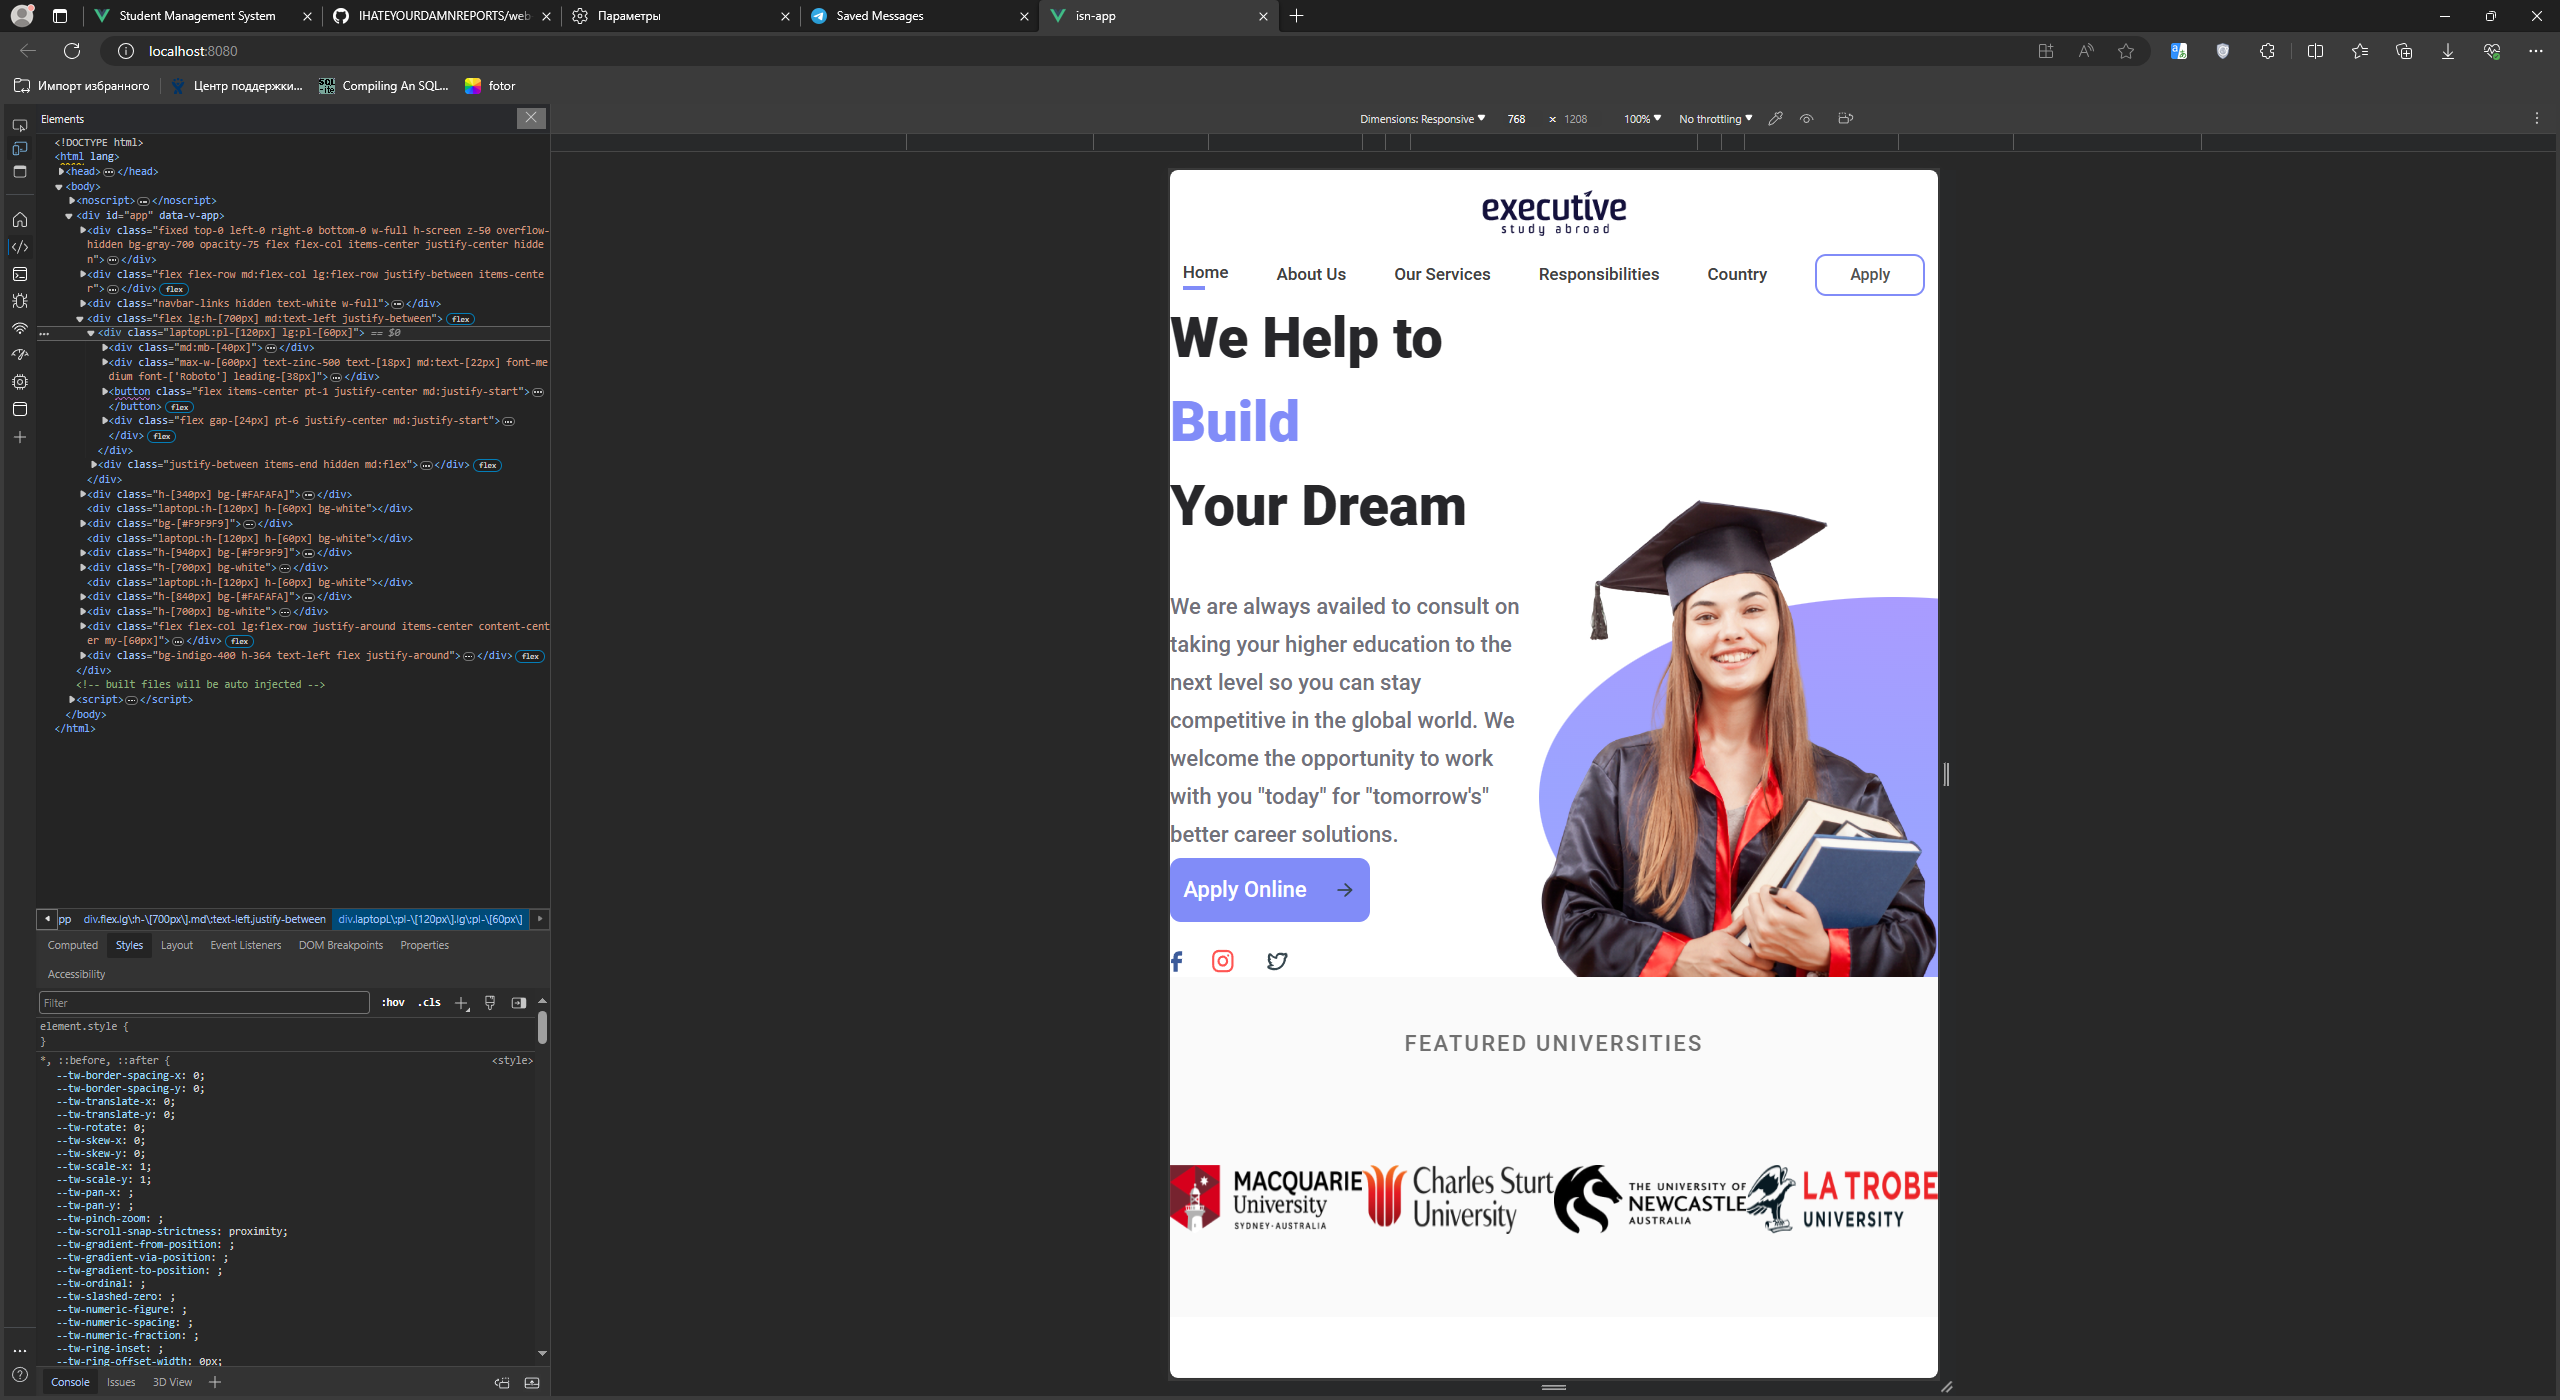 Student Management System
IHATEYOURDAMNREPORTS/web
Параметры
Saved Messages
isn-app
localhost:8080
Импорт избранного
Центр поддержки...
Compiling An SQL...
fotor
Elements
<!DOCTYPE html>
<html lang>
<head></head>
<body>
<noscript></noscript>
<div id="app" data-v-app>
<div class="fixed top-0 left-0 right-0 bottom-0 w-full h-screen z-50 overflow-
hidden bg-gray-700 opacity-75 flex flex-col items-center justify-center hidde
n"></div>
<div class="flex flex-row md:flex-col lg:flex-row justify-between items-cente
r"></div> flex
<div class="navbar-links hidden text-white w-full"></div>
<div class="flex lg:h-[700px] md:text-left justify-between"> flex
<div class="laptopL:pl-[120px] lg:pl-[60px]"> == $0
<div class="md:mb-[40px]"></div>
<div class="max-w-[600px] text-zinc-500 text-[18px] md:text-[22px] font-me
dium font-['Roboto'] leading-[38px]"></div>
<button class="flex items-center pt-1 justify-center md:justify-start">
</button> flex
<div class="flex gap-[24px] pt-6 justify-center md:justify-start">
</div> flex
</div>
<div class="justify-between items-end hidden md:flex"></div> flex
</div>
<div class="h-[340px] bg-[#FAFAFA]"></div>
<div class="laptopL:h-[120px] h-[60px] bg-white"></div>
<div class="bg-[#F9F9F9]"></div>
<div class="laptopL:h-[120px] h-[60px] bg-white"></div>
<div class="h-[940px] bg-[#F9F9F9]"></div>
<div class="h-[700px] bg-white"></div>
<div class="laptopL:h-[120px] h-[60px] bg-white"></div>
<div class="h-[840px] bg-[#FAFAFA]"></div>
<div class="h-[700px] bg-white"></div>
<div class="flex flex-col lg:flex-row justify-around items-center content-cent
er my-[60px]"></div> flex
<div class="bg-indigo-400 h-364 text-left flex justify-around"></div> flex
</div>
<!-- built files will be auto injected -->
<script></script>
</body>
</html>
pp div.flex.lg\:h-\[700px\].md\:text-left.justify-between div.laptopL\:pl-\[120px\].lg\:pl-\[60px\]
Computed Styles Layout Event Listeners DOM Breakpoints Properties
Accessibility
Filter :hov .cls
element.style {
}
*, ::before, ::after { <style>
--tw-border-spacing-x: 0;
--tw-border-spacing-y: 0;
--tw-translate-x: 0;
--tw-translate-y: 0;
--tw-rotate: 0;
--tw-skew-x: 0;
--tw-skew-y: 0;
--tw-scale-x: 1;
--tw-scale-y: 1;
--tw-pan-x: ;
--tw-pan-y: ;
--tw-pinch-zoom: ;
--tw-scroll-snap-strictness: proximity;
--tw-gradient-from-position: ;
--tw-gradient-via-position: ;
--tw-gradient-to-position: ;
--tw-ordinal: ;
--tw-slashed-zero: ;
--tw-numeric-figure: ;
--tw-numeric-spacing: ;
--tw-numeric-fraction: ;
--tw-ring-inset: ;
--tw-ring-offset-width: 0px;
Console Issues 3D View
Dimensions: Responsive 768 × 1208 100% No throttling
executive
study abroad
Home About Us Our Services Responsibilities Country Apply
We Help to
Build
Your Dream
We are always availed to consult on
taking your higher education to the
next level so you can stay
competitive in the global world. We
welcome the opportunity to work
with you "today" for "tomorrow's"
better career solutions.
Apply Online
FEATURED UNIVERSITIES
MACQUARIE
University
SYDNEY-AUSTRALIA
Charles Sturt
University
THE UNIVERSITY OF
NEWCASTLE
AUSTRALIA
LA TROBE
UNIVERSITY